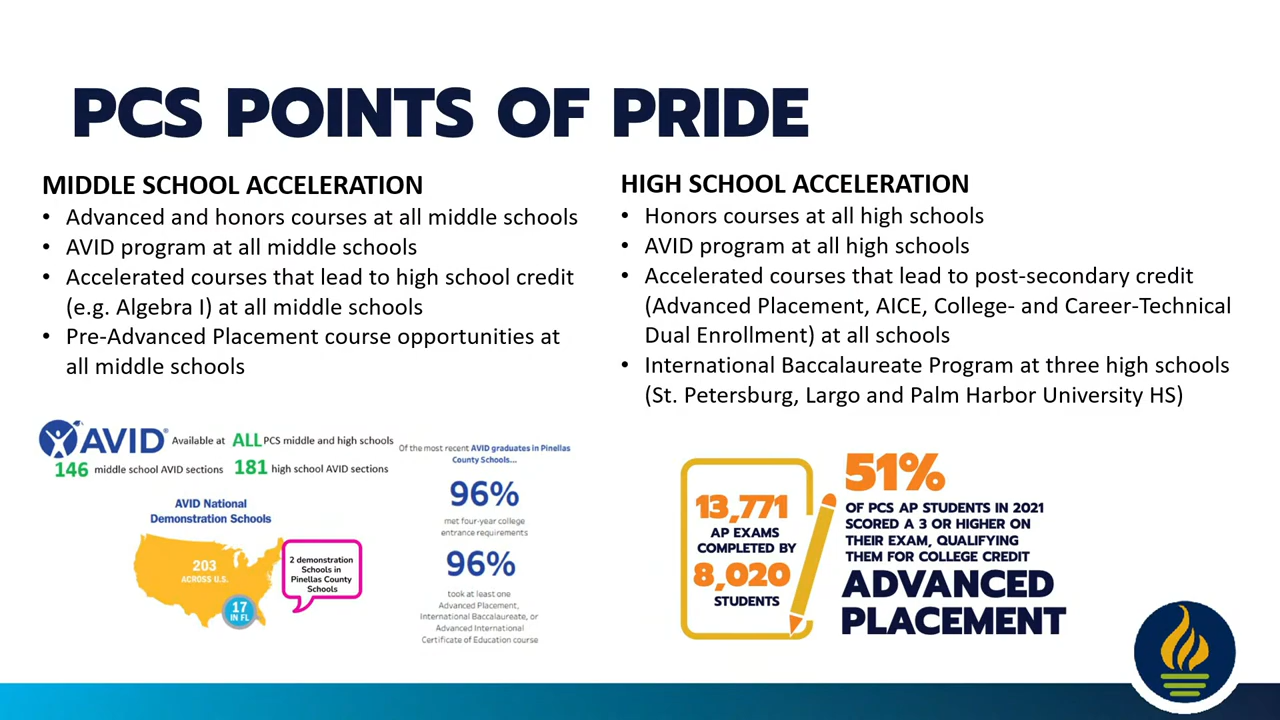 PCS POINTS OF PRIDE
MIDDLE SCHOOL ACCELERATION
• Advanced and honors courses at all middle schools
• AVID program at all middle schools
• Accelerated courses that lead to high school credit
(e.g. Algebra I) at all middle schools
• Pre-Advanced Placement course opportunities at
all middle schools
HIGH SCHOOL ACCELERATION
• Honors courses at all high schools
• AVID program at all high schools
• Accelerated courses that lead to post-secondary credit
(Advanced Placement, AICE, College- and Career-Technical
Dual Enrollment) at all schools
• International Baccalaureate Program at three high schools
(St. Petersburg, Largo and Palm Harbor University HS)
AVID® Available at ALL PCS middle and high schools
146 middle school AVID sections 181 high school AVID sections
AVID National
Demonstration Schools
203
ACROSS U.S.
17
IN FL
2 demonstration
Schools in
Pinellas County
Schools
Of the most recent AVID graduates in Pinellas
County Schools...
96%
met four-year college
entrance requirements
96%
took at least one
Advanced Placement,
International Baccalaureate, or
Advanced International
Certificate of Education course
13,771
AP EXAMS
COMPLETED BY
8,020
STUDENTS
51%
OF PCS AP STUDENTS IN 2021
SCORED A 3 OR HIGHER ON
THEIR EXAM, QUALIFYING
THEM FOR COLLEGE CREDIT
ADVANCED
PLACEMENT